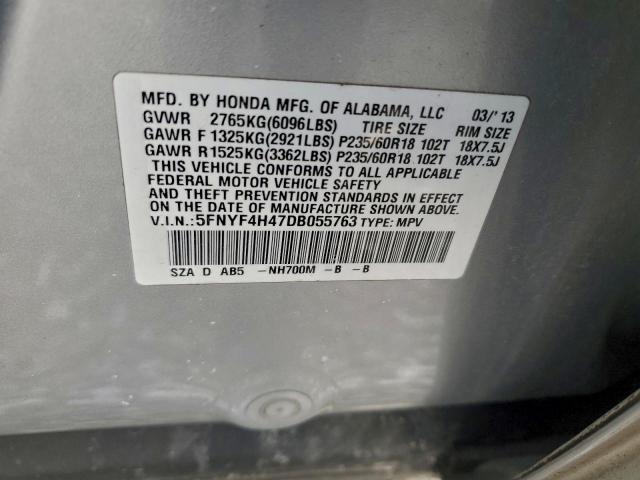 MFD. BY HONDA MFG. OF ALABAMA, LLC 03/'13
GVWR 2765KG(6096LBS) TIRE SIZE RIM SIZE
GAWR F 1325KG(2921LBS) P235/60R18 102T 18X7.5J
GAWR R1525KG(3362LBS) P235/60R18 102T 18X7.5J
THIS VEHICLE CONFORMS TO ALL APPLICABLE
FEDERAL MOTOR VEHICLE SAFETY
AND THEFT PREVENTION STANDARDS IN EFFECT
ON THE DATE OF MANUFACTURE SHOWN ABOVE.
V.I.N.: 5FNYF4H47DB055763 TYPE: MPV
SZA D AB5 -NH700M -B -B